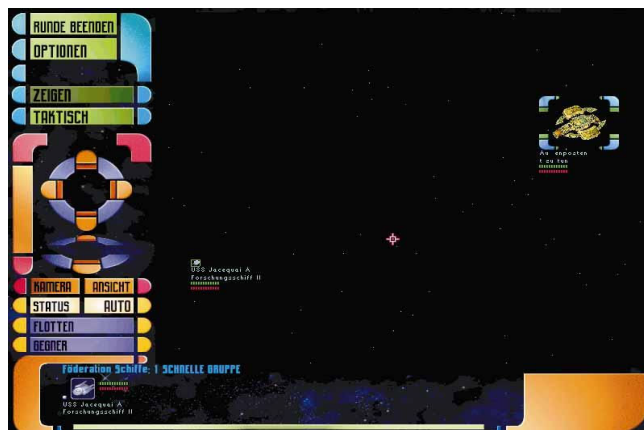 RUNDE BEENDEN
OPTIONEN
ZEIGEN
TAKTISCH
USS Jacequai A
Forschungsschiff II
KAMERA ANSICHT
STATUS AUTO
FLOTTEN
GEGNER
Föderation Schiffe: 1 SCHNELLE GRUPPE
USS Jacequai A
Forschungsschiff II